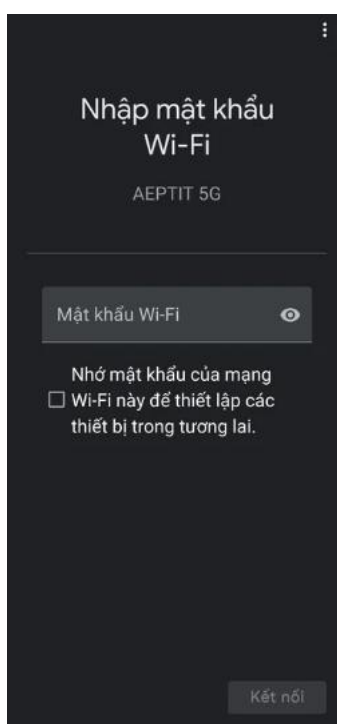 Nhập mật khẩu
Wi-Fi
AEPTIT 5G
Mật khẩu Wi-Fi
Nhớ mật khẩu của mạng
Wi-Fi này để thiết lập các
thiết bị trong tương lai.
Kết nối